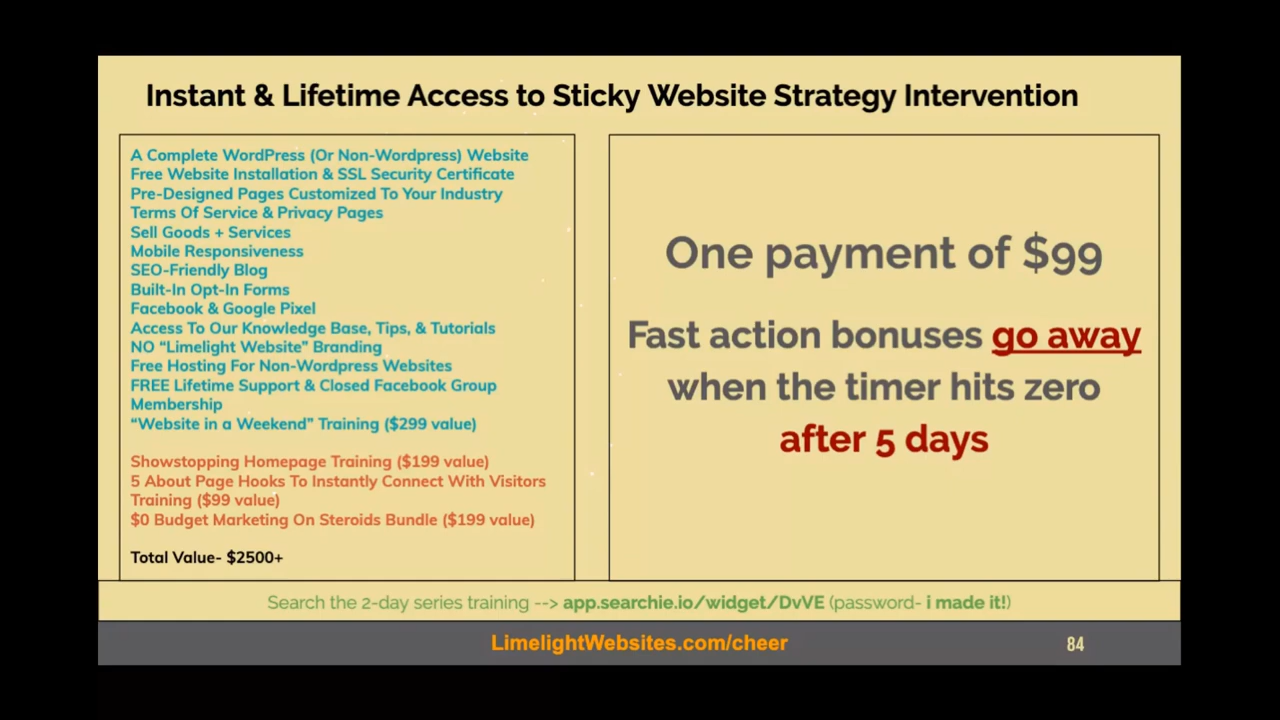 Instant & Lifetime Access to Sticky Website Strategy Intervention
A Complete WordPress (Or Non-Wordpress) Website
Free Website Installation & SSL Security Certificate
Pre-Designed Pages Customized To Your Industry
Terms Of Service & Privacy Pages
Sell Goods + Services
Mobile Responsiveness
SEO-Friendly Blog
Built-In Opt-In Forms
Facebook & Google Pixel
Access To Our Knowledge Base, Tips, & Tutorials
NO “Limelight Website” Branding
Free Hosting For Non-Wordpress Websites
FREE Lifetime Support & Closed Facebook Group
Membership
“Website in a Weekend” Training ($299 value)
Showstopping Homepage Training ($199 value)
5 About Page Hooks To Instantly Connect With Visitors
Training ($99 value)
$0 Budget Marketing On Steroids Bundle ($199 value)
Total Value- $2500+
One payment of $99
Fast action bonuses go away
when the timer hits zero
after 5 days
Search the 2-day series training --> app.searchie.io/widget/DvVE (password- i made it!)
LimelightWebsites.com/cheer
84